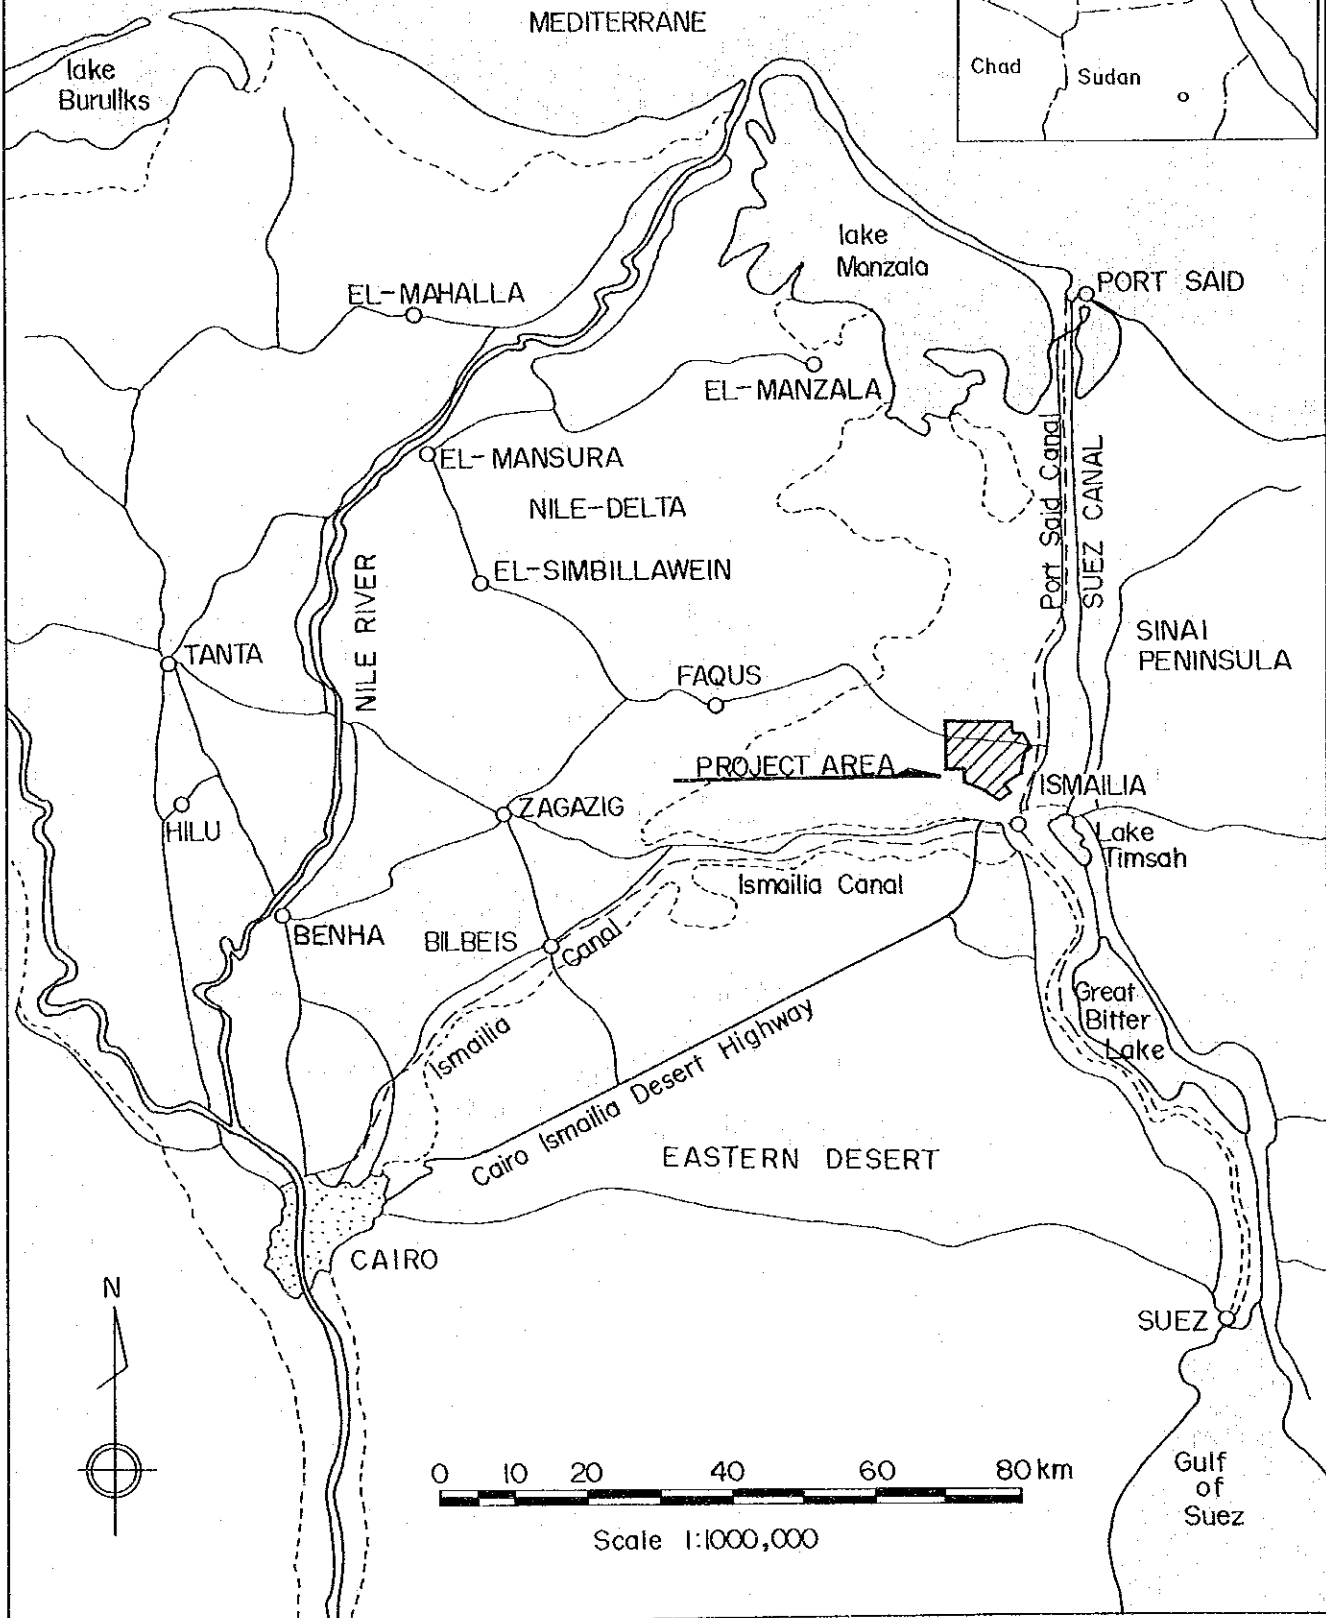 MEDITERRANE
Chad
Sudan
lake
Buruliks
lake
Manzala
PORT SAID
EL-MAHALLA
EL-MANZALA
EL-MANSURA
NILE-DELTA
Port Said Canal
SUEZ CANAL
EL-SIMBILLAWEIN
NILE RIVER
SINAI
PENINSULA
TANTA
FAQUS
PROJECT AREA
ISMAILIA
ZAGAZIG
HILU
Lake
Timsah
Ismailia Canal
BENHA
BILBEIS
Ismailia Canal
Great
Bitter
Lake
Cairo Ismailia Desert Highway
EASTERN DESERT
CAIRO
N
SUEZ
0 10 20 40 60 80 km
Scale 1:1000,000
Gulf
of
Suez